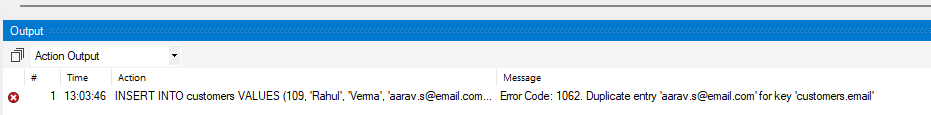 Output
Action Output
# Time Action Message
1 13:03:46 INSERT INTO customers VALUES (109, 'Rahul', 'Verma', 'aarav.s@email.com... Error Code: 1062. Duplicate entry 'aarav.s@email.com' for key 'customers.email'